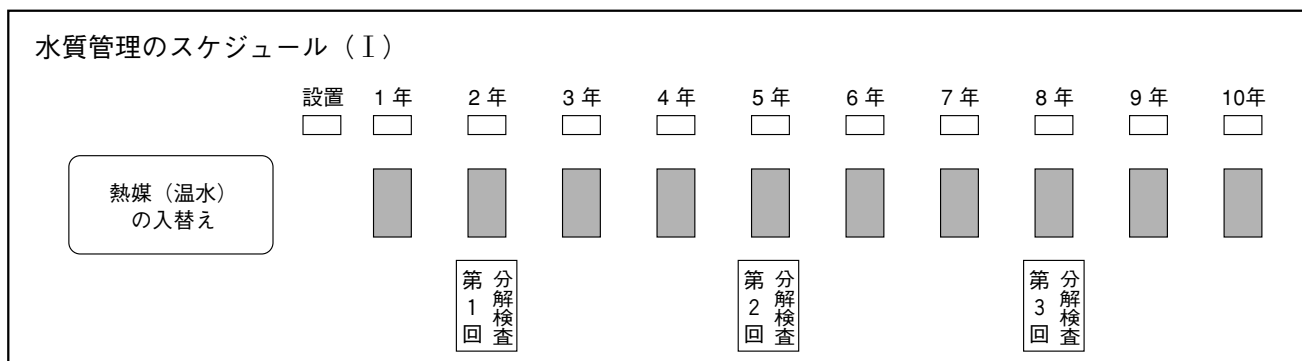 水質管理のスケジュール（Ⅰ）
設置 1年 2年 3年 4年 5年 6年 7年 8年 9年 10年
熱媒（温水）
の入替え
第1回
分解検査
第2回
分解検査
第3回
分解検査